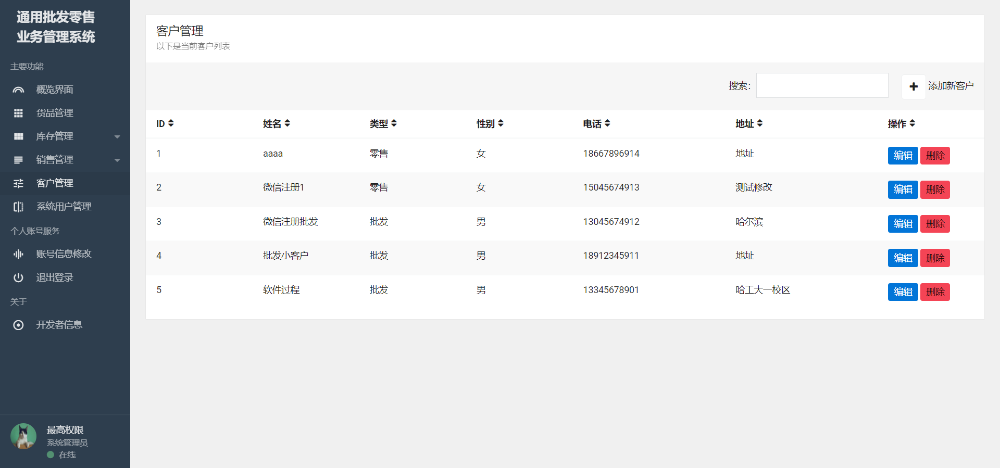 通用批发零售
业务管理系统
主要功能
概览界面
货品管理
库存管理
销售管理
客户管理
系统用户管理
个人账号服务
账号信息修改
退出登录
关于
开发者信息
最高权限
系统管理员
在线
客户管理
以下是当前客户列表
搜索: 添加新客户
ID 姓名 类型 性别 电话 地址 操作
1 aaaa 零售 女 18667896914 地址 编辑 删除
2 微信注册1 零售 女 15045674913 测试修改 编辑 删除
3 微信注册批发 批发 男 13045674912 哈尔滨 编辑 删除
4 批发小客户 批发 男 18912345911 地址 编辑 删除
5 软件过程 批发 男 13345678901 哈工大一校区 编辑 删除